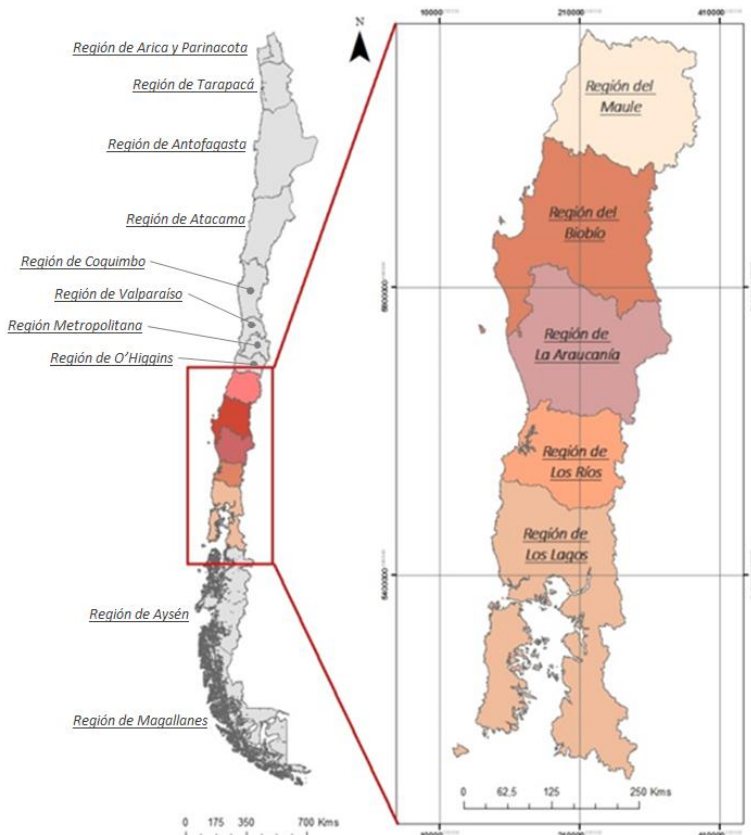 Región de Arica y Parinacota
Región de Tarapacá
Región de Antofagasta
Región de Atacama
Región de Coquimbo
Región de Valparaíso
Región Metropolitana
Región de O'Higgins
Región de Aysén
Región de Magallanes
0 175 350 700 Kms
N
10000
210000
410000
Región del
Maule
Región del
Biobío
Región de
La Araucanía
Región de
Los Ríos
Región de
Los Lagos
0 62.5 125 250 Kms